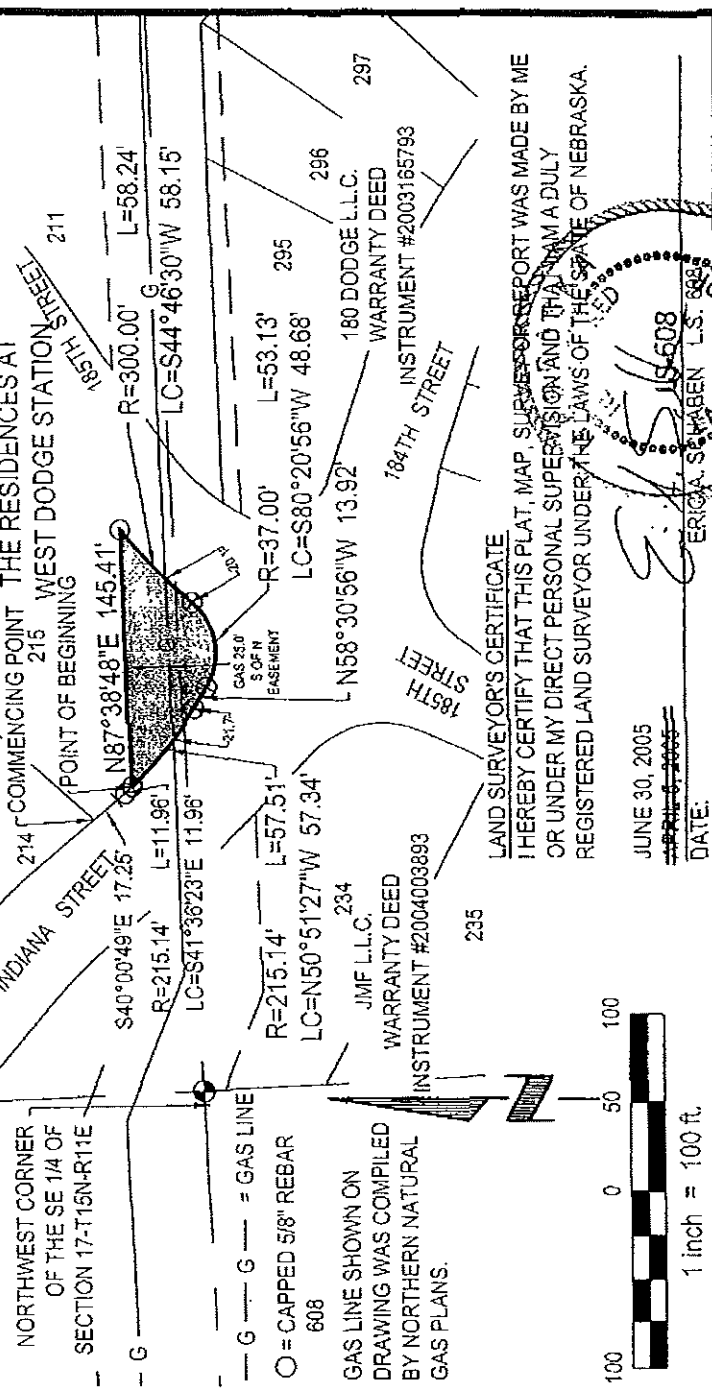 NORTHWEST CORNER
OF THE SE 1/4 OF
SECTION 17-T15N-R11E
G
INDIANA STREET
214
COMMENCING POINT
215
THE RESIDENCES AT
WEST DODGE STATION
POINT OF BEGINNING
185TH STREET
211
N87°38'48"E 145.41'
R=300.00'
L=58.24'
LC=S44°46'30"W 58.15'
G
S40°00'49"E 17.25'
R=215.14'
L=11.96'
LC=S41°36'23"E 11.96'
GAS 25.0'
S OF N
EASEMENT
R=37.00'
L=53.13'
LC=S80°20'56"W 48.68'
N58°30'56"W 13.92'
R=215.14'
L=57.51'
LC=N50°51'27"W 57.34'
295
296
297
180 DODGE L.L.C.
WARRANTY DEED
INSTRUMENT #2003165793
234
JMF L.L.C.
WARRANTY DEED
INSTRUMENT #2004003893
235
185TH
STREET
184TH STREET
G G = GAS LINE
O = CAPPED 5/8" REBAR
608
GAS LINE SHOWN ON
DRAWING WAS COMPILED
BY NORTHERN NATURAL
GAS PLANS.
100 0 50 100
1 inch = 100 ft.
LAND SURVEYOR'S CERTIFICATE
I HEREBY CERTIFY THAT THIS PLAT, MAP, SURVEY OR REPORT WAS MADE BY ME
OR UNDER MY DIRECT PERSONAL SUPERVISION AND THAT I AM A DULY
REGISTERED LAND SURVEYOR UNDER THE LAWS OF THE STATE OF NEBRASKA.
JUNE 30, 2005
DATE:
LS-608
ERIC A. SCHABEN L.S. 608